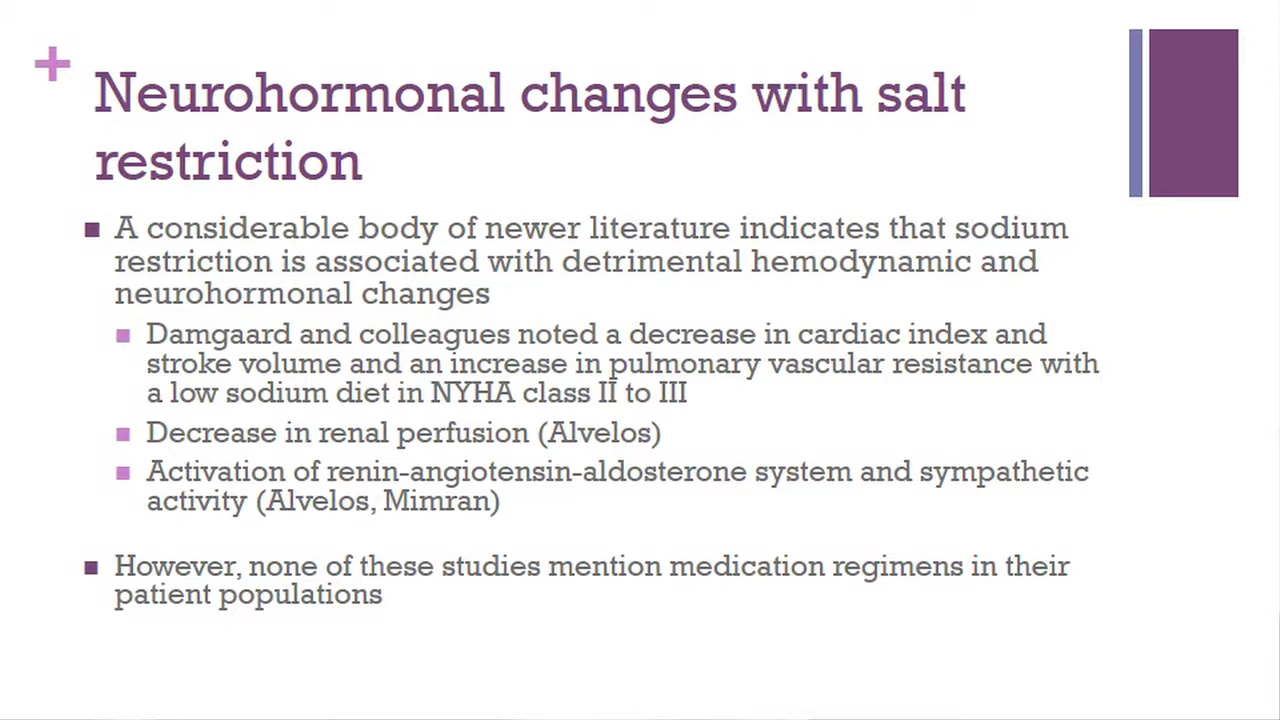 Neurohormonal changes with salt
restriction
A considerable body of newer literature indicates that sodium
restriction is associated with detrimental hemodynamic and
neurohormonal changes
Damgaard and colleagues noted a decrease in cardiac index and
stroke volume and an increase in pulmonary vascular resistance with
a low sodium diet in NYHA class II to III
Decrease in renal perfusion (Alvelos)
Activation of renin-angiotensin-aldosterone system and sympathetic
activity (Alvelos, Mimran)
However, none of these studies mention medication regimens in their
patient populations